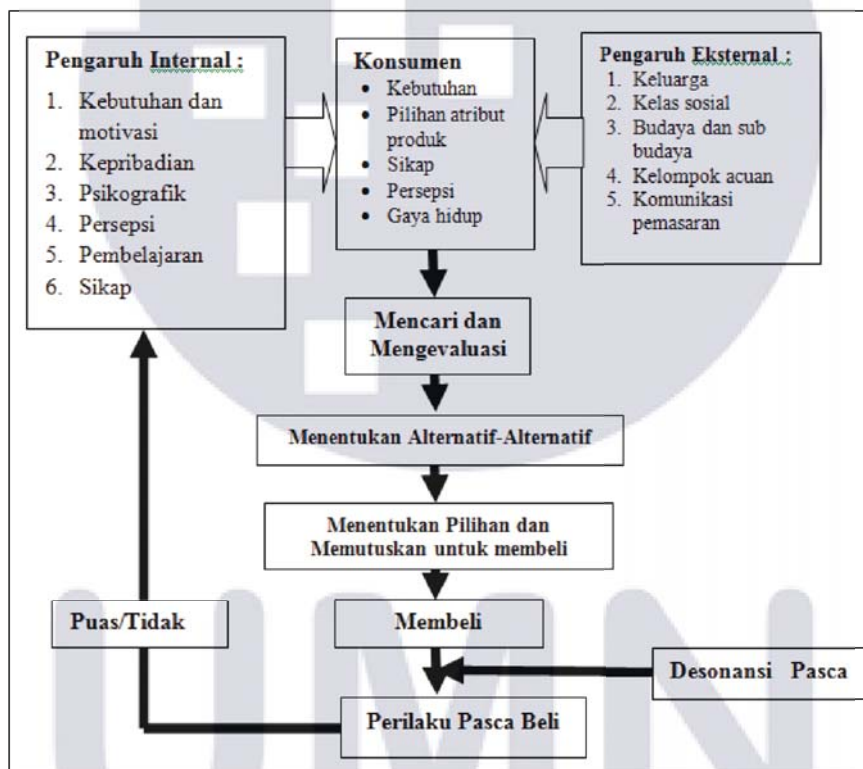 Pengaruh Internal :
1. Kebutuhan dan
motivasi
2. Kepribadian
3. Psikografik
4. Persepsi
5. Pembelajaran
6. Sikap
Konsumen
• Kebutuhan
• Pilihan atribut
produk
• Sikap
• Persepsi
• Gaya hidup
Pengaruh Eksternal :
1. Keluarga
2. Kelas sosial
3. Budaya dan sub
budaya
4. Kelompok acuan
5. Komunikasi
pemasaran
Mencari dan
Mengevaluasi
Menentukan Alternatif-Alternatif
Menentukan Pilihan dan
Memutuskan untuk membeli
Puas/Tidak
Membeli
Desonansi Pasca
Perilaku Pasca Beli
UMN